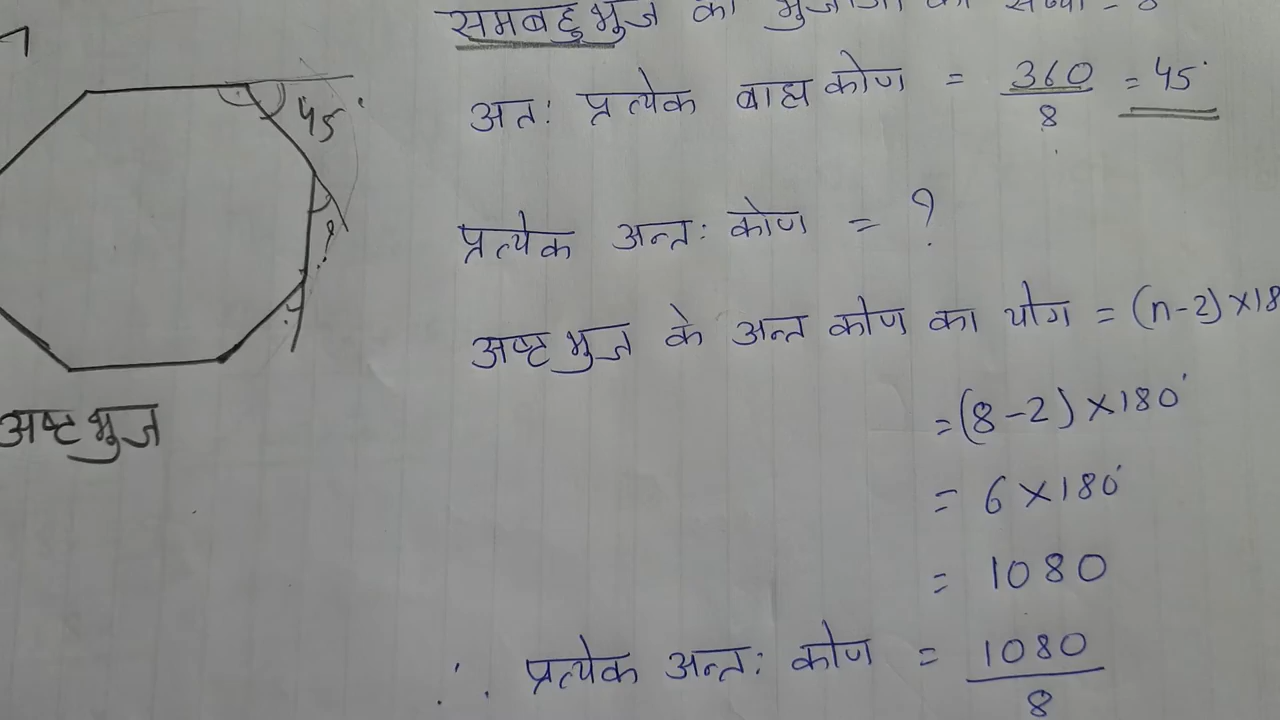 समबहुभुज की भुजाओं की संख्या = 8
45°
अतः प्रत्येक बाह्य कोण = 360/8 = 45°
प्रत्येक अन्तः कोण = ?
?
अष्टभुज के अन्त कोण का योग = (n-2)×18
= (8-2)×180°
अष्टभुज
= 6×180°
= 1080
∴ प्रत्येक अन्तः कोण = 1080/8